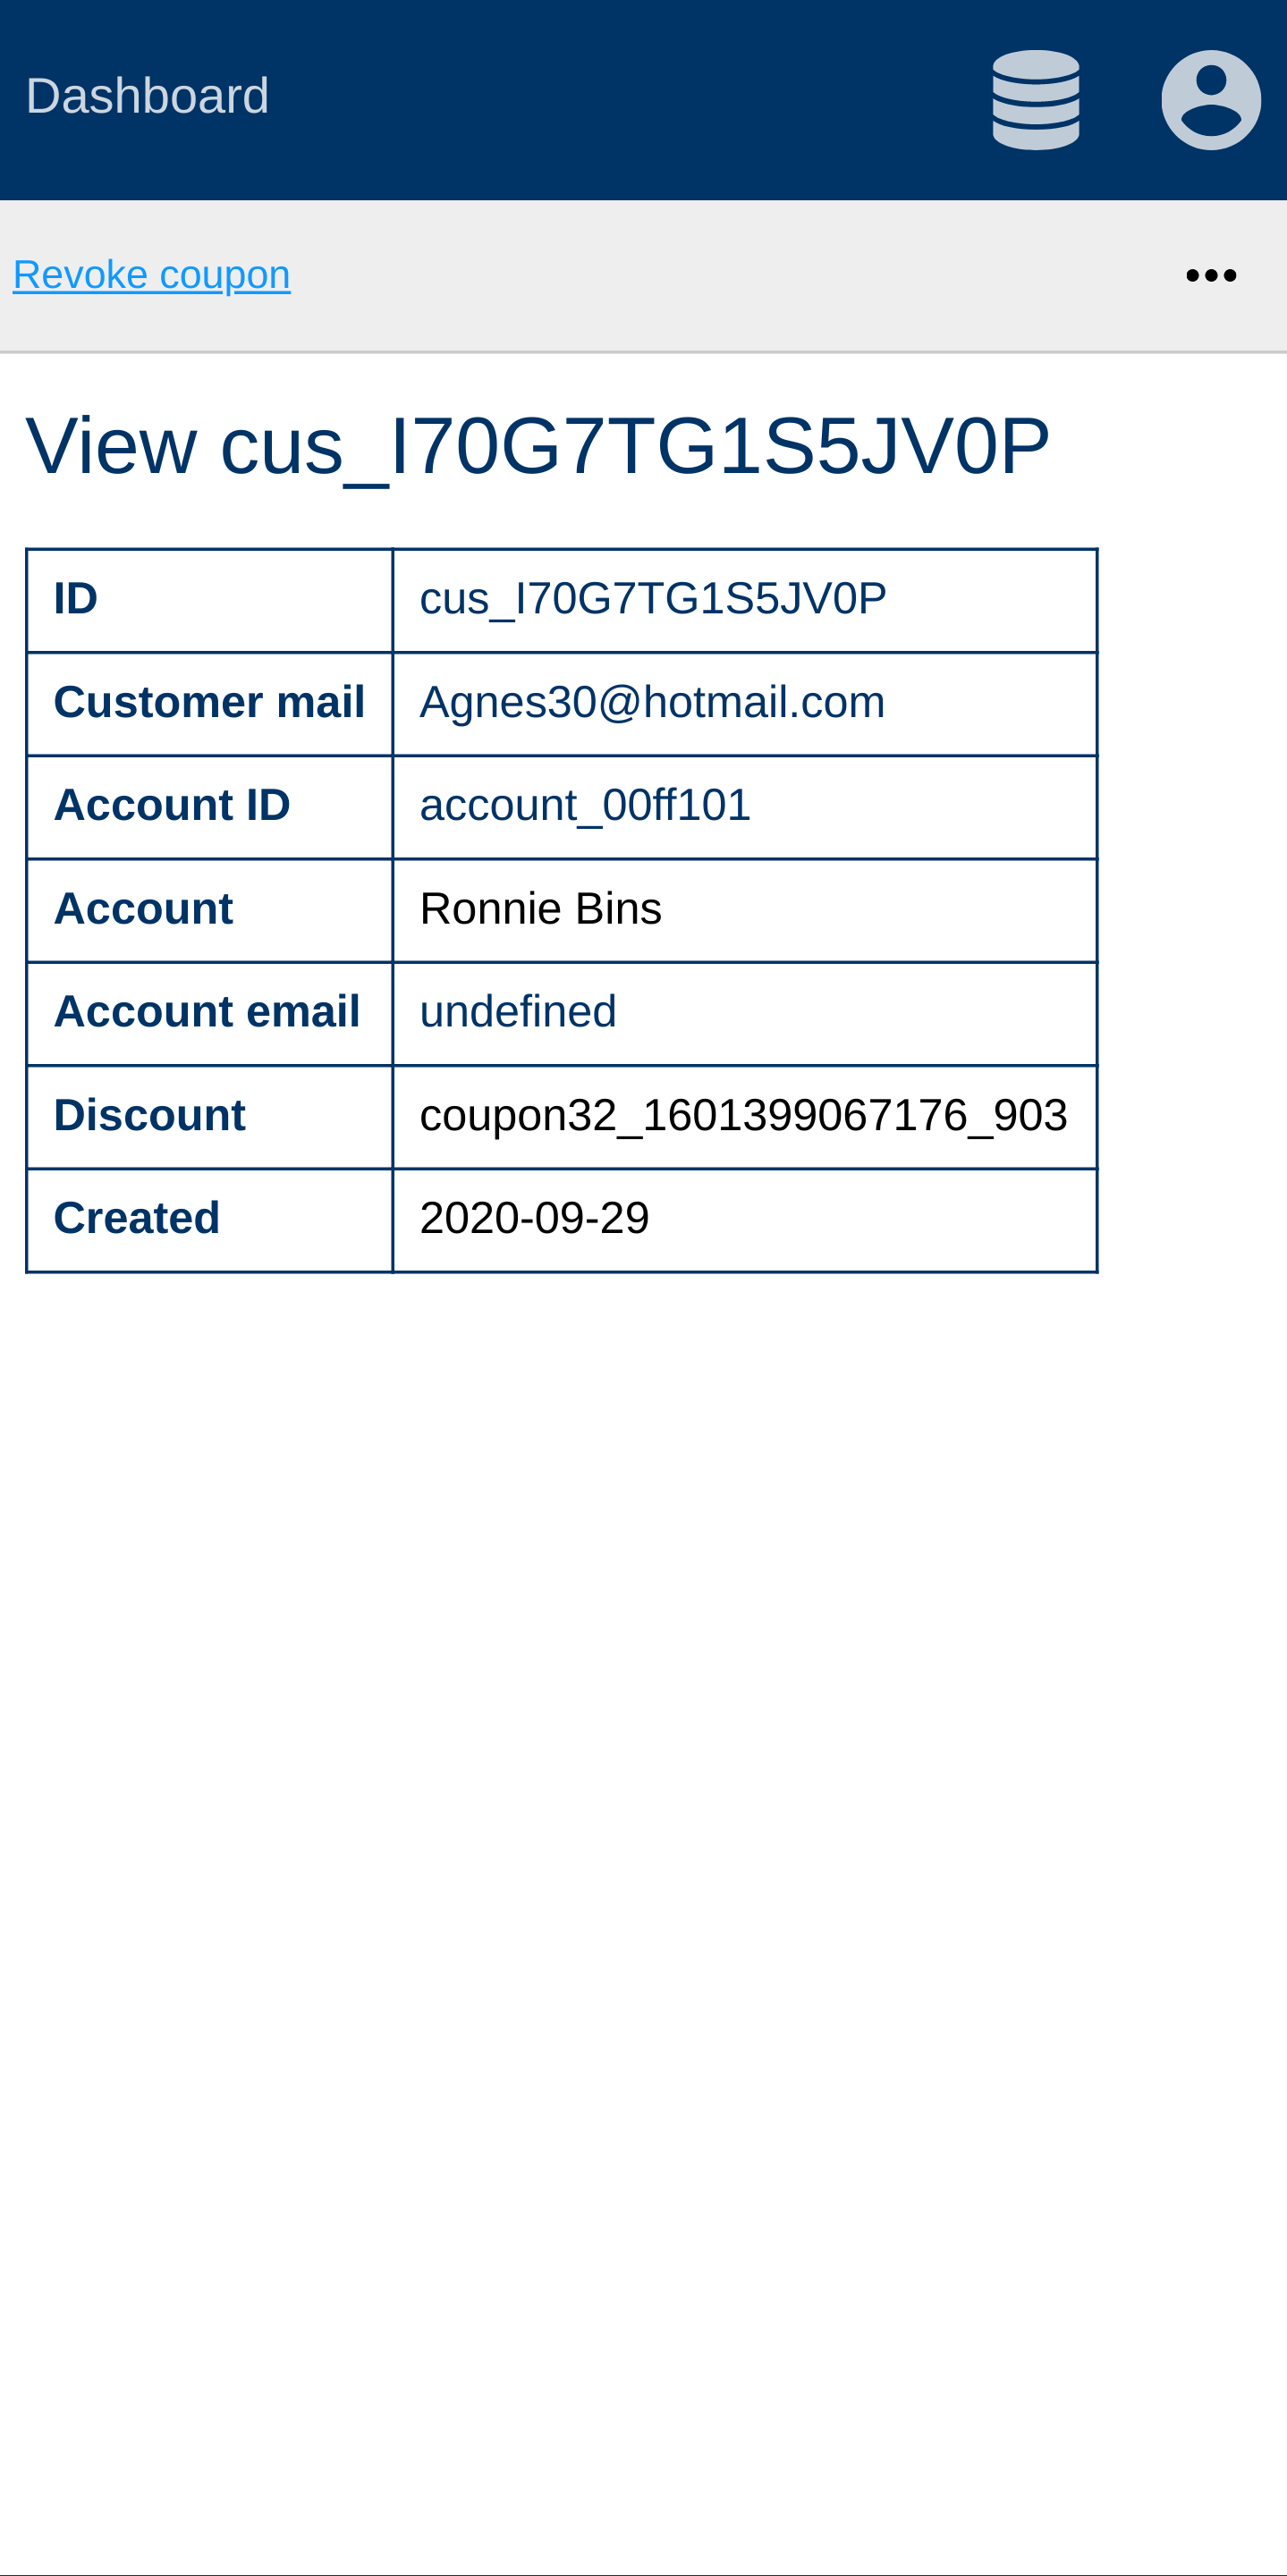 Dashboard
Revoke coupon
View cus_I70G7TG1S5JV0P
ID cus_I70G7TG1S5JV0P
Customer mail Agnes30@hotmail.com
Account ID account_00ff101
Account Ronnie Bins
Account email undefined
Discount coupon32_1601399067176_903
Created 2020-09-29